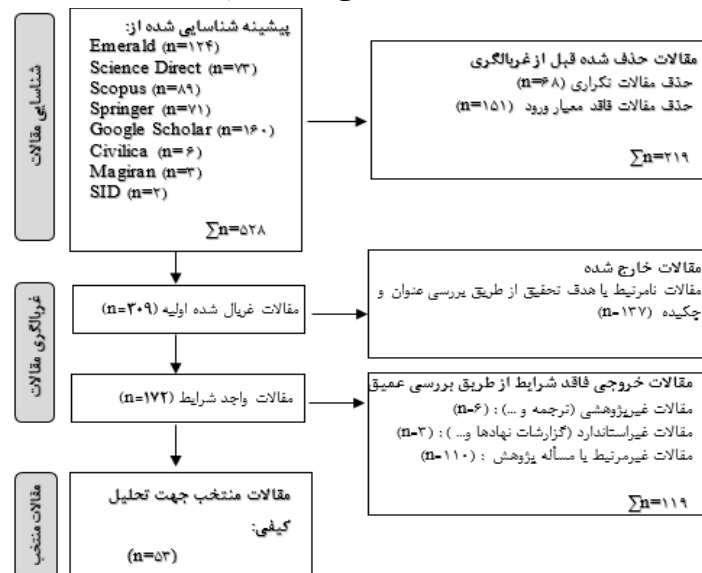 شناسایی مقالات
پیشینه شناسایی شده از:
Emerald (n=۱۲۴)
Science Direct (n=۷۳)
Scopus (n=۸۹)
Springer (n=۷۱)
Google Scholar (n=۱۶۰)
Civilica (n=۶)
Magiran (n=۳)
SID (n=۲)
∑n=۵۲۸
مقالات حذف شده قبل از غربالگری
حذف مقالات تکراری (n=۶۸)
حذف مقالات فاقد معیار ورود (n=۱۵۱)
∑n=۲۱۹
غربالگری مقالات
مقالات غربال شده اولیه (n=۳۰۹)
مقالات خارج شده
مقالات نامرتبط با هدف تحقیق از طریق بررسی عنوان و
چکیده (n=۱۳۷)
مقالات واجد شرایط (n=۱۷۲)
مقالات خروجی فاقد شرایط از طریق بررسی عمیق
مقالات غیرپژوهشی (ترجمه و ...) : (n=۶)
مقالات غیراستاندارد (گزارشات نهادها و... ) : (n=۳)
مقالات غیرمرتبط با مسأله پژوهش : (n=۱۱۰)
∑n=۱۱۹
مقالات منتخب
مقالات منتخب جهت تحلیل
کیفی:
(n=۵۳)